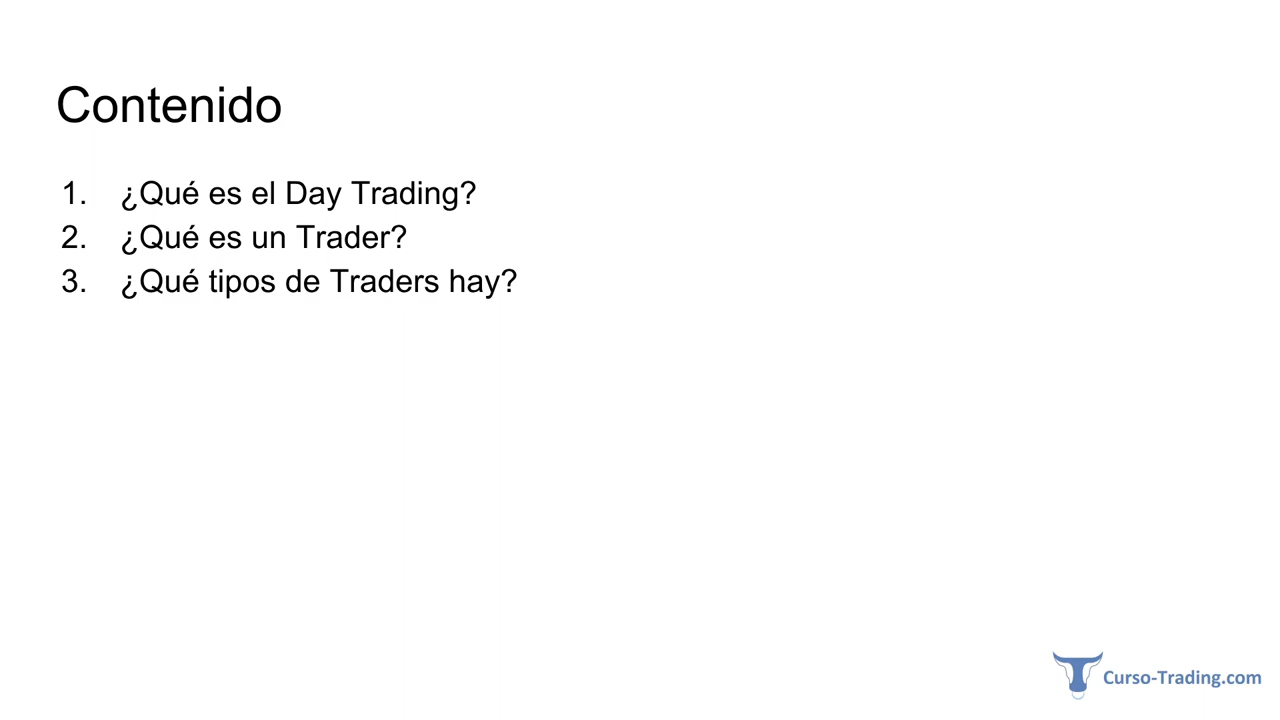 Contenido
1. ¿Qué es el Day Trading?
2. ¿Qué es un Trader?
3. ¿Qué tipos de Traders hay?
Curso-Trading.com